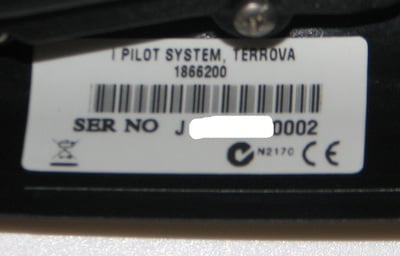 I PILOT SYSTEM, TERROVA
1866200
SER NO J 0002
N2170 CE